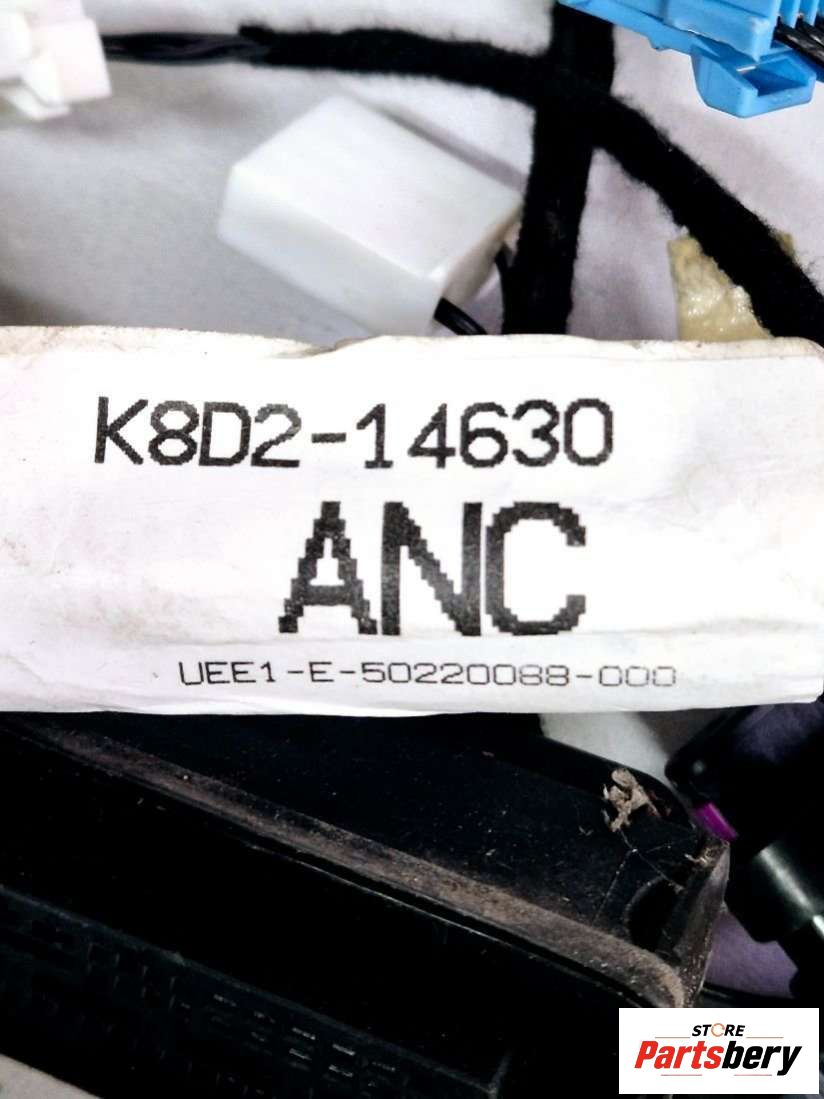 K8D2-14630
ANC
UEE1-E-50220088-000
STORE
Partsbery